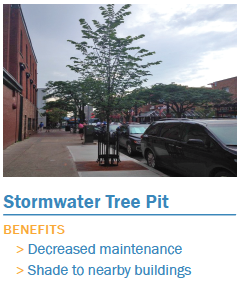 Stormwater Tree Pit
BENEFITS
> Decreased maintenance
> Shade to nearby buildings